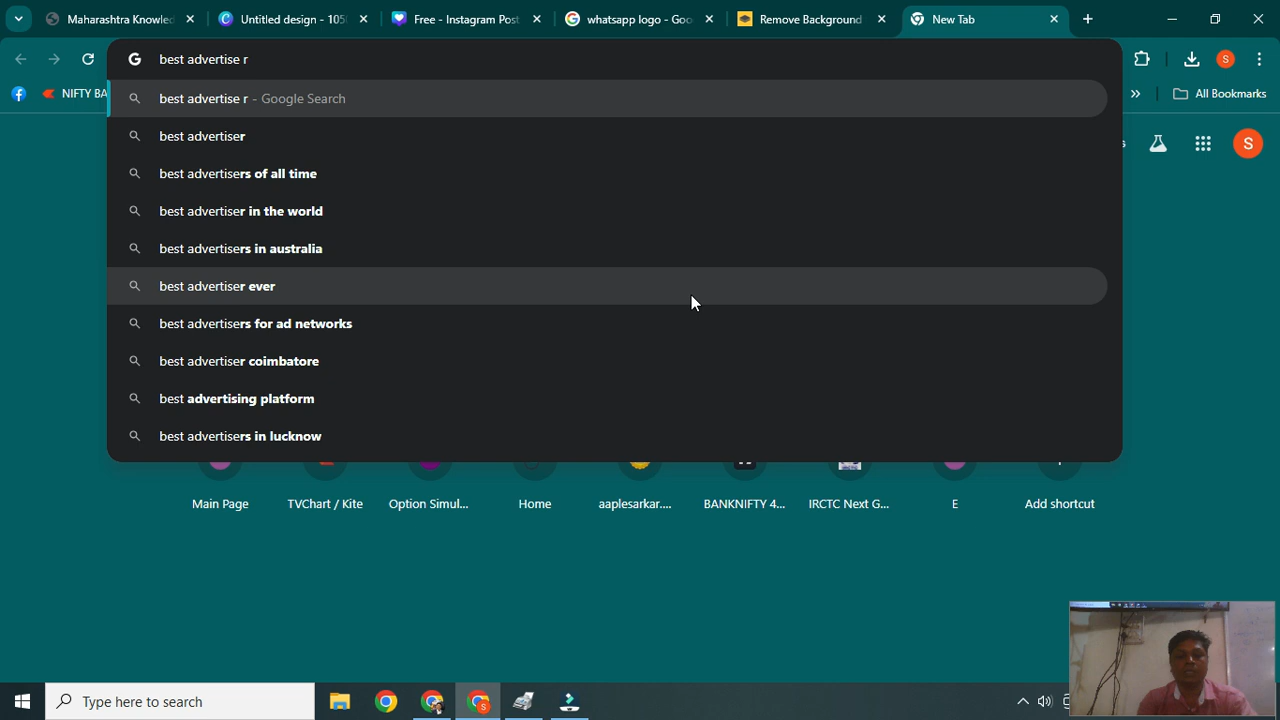 Maharashtra Knowled
Untitled design - 105
Free - Instagram Post
whatsapp logo - Goo
Remove Background
New Tab
best advertise r
S
NIFTY BA
All Bookmarks
best advertise r - Google Search
best advertiser
best advertisers of all time
best advertiser in the world
best advertisers in australia
best advertiser ever
best advertisers for ad networks
best advertiser coimbatore
best advertising platform
best advertisers in lucknow
S
Main Page
TVChart / Kite
Option Simul...
Home
aaplesarkar....
BANKNIFTY 4...
IRCTC Next G...
E
Add shortcut
Type here to search